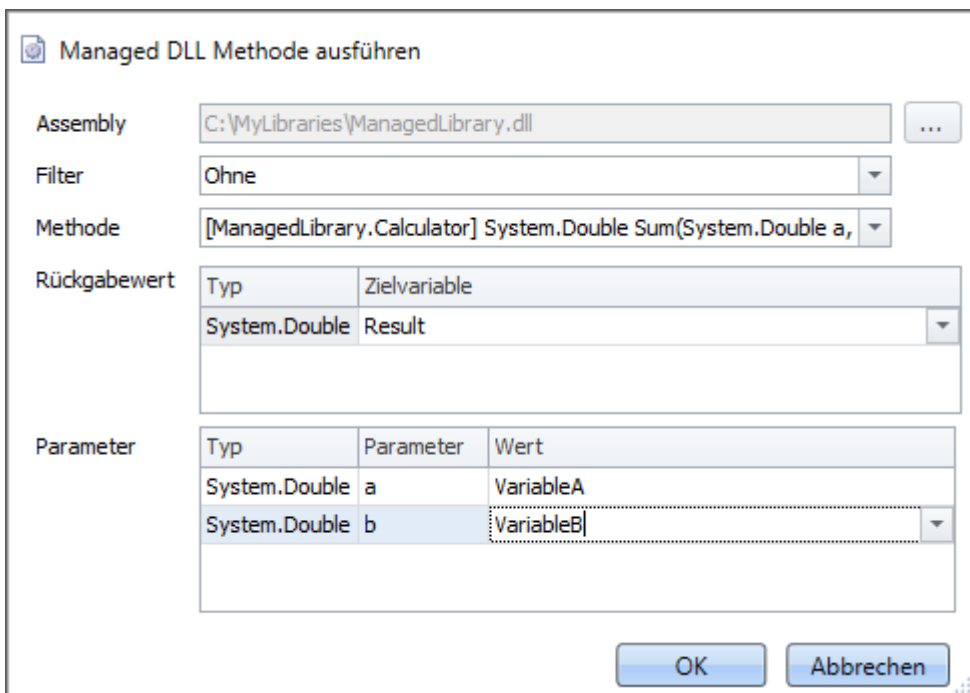 Managed DLL Methode ausführen
Assembly C:\MyLibraries\ManagedLibrary.dll ...
Filter Ohne
Methode [ManagedLibrary.Calculator] System.Double Sum(System.Double a,
Rückgabewert Typ Zielvariable
System.Double Result
Parameter Typ Parameter Wert
System.Double a VariableA
System.Double b VariableB
OK Abbrechen